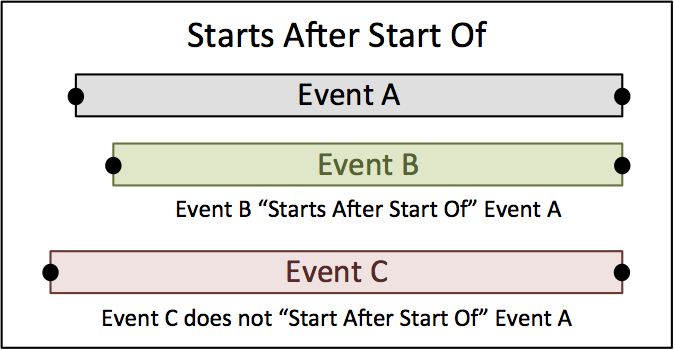 Starts After Start Of
Event A
Event B
Event B “Starts After Start Of” Event A
Event C
Event C does not “Start After Start Of” Event A